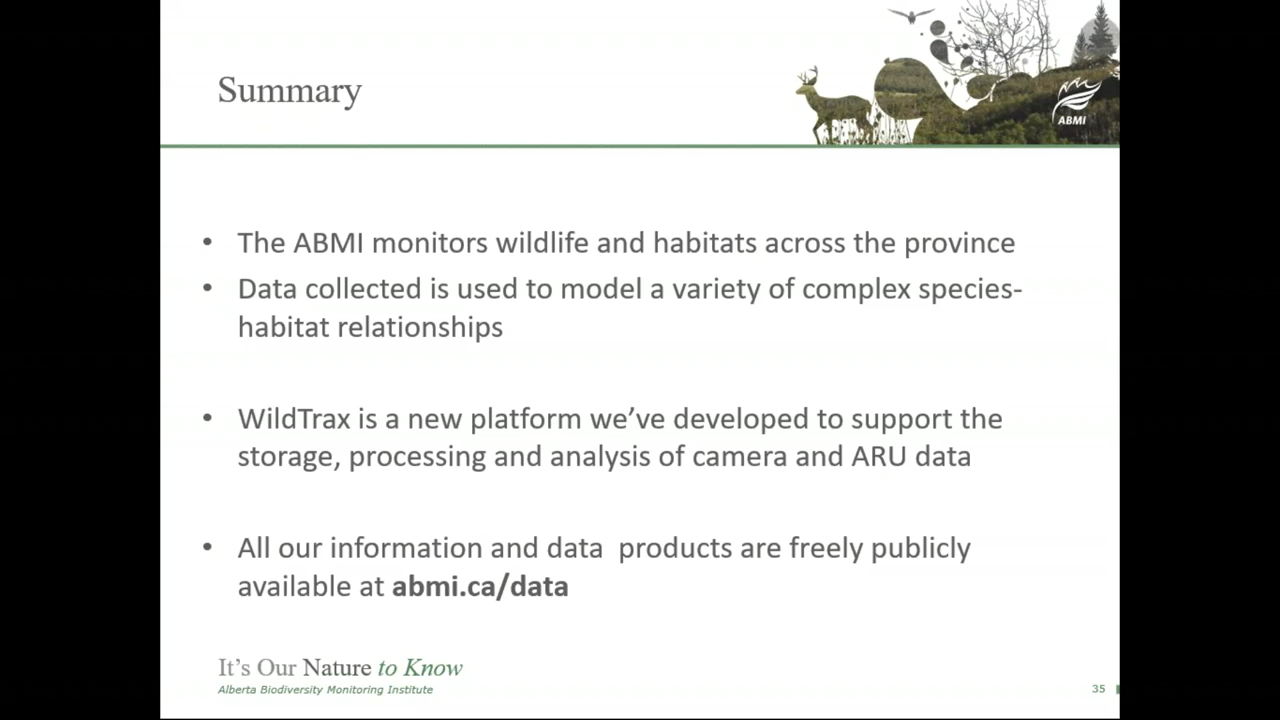 Summary
ABMI
• The ABMI monitors wildlife and habitats across the province
• Data collected is used to model a variety of complex species-
habitat relationships
• WildTrax is a new platform we’ve developed to support the
storage, processing and analysis of camera and ARU data
• All our information and data  products are freely publicly
available at abmi.ca/data
It’s Our Nature to Know
Alberta Biodiversity Monitoring Institute
35